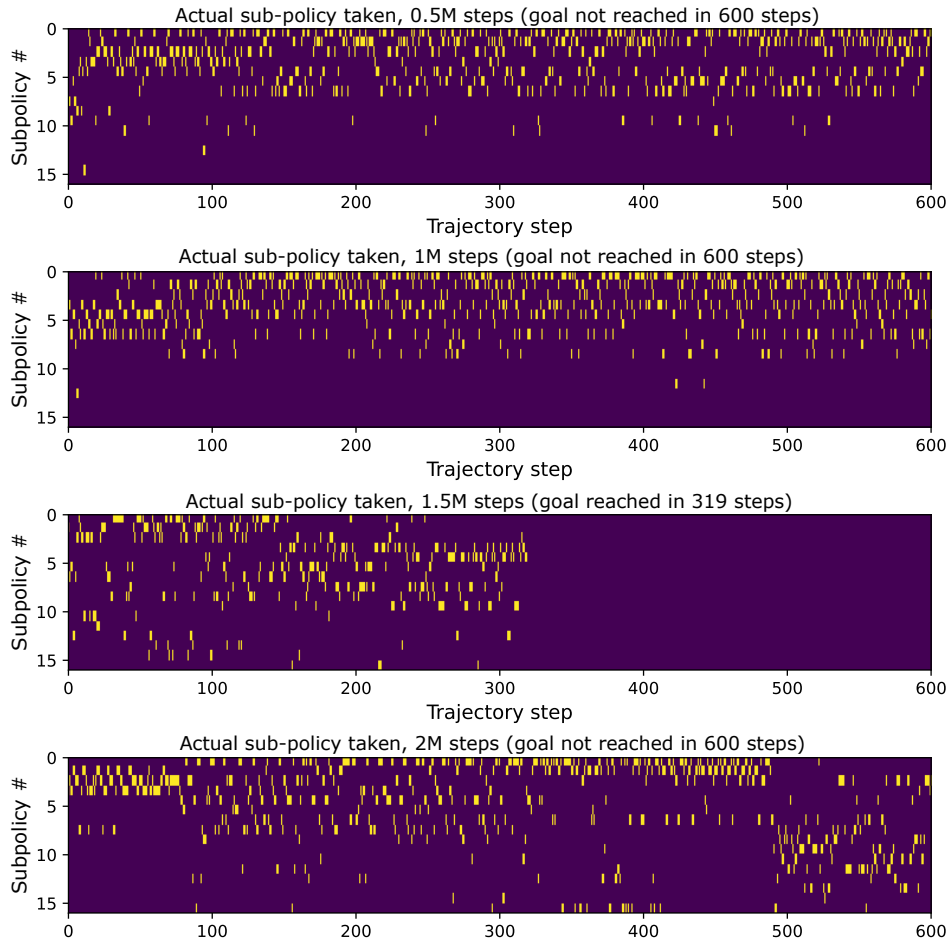 Actual sub-policy taken, 0.5M steps (goal not reached in 600 steps)
0
5
10
15
Subpolicy #
0 100 200 300 400 500 600
Trajectory step
Actual sub-policy taken, 1M steps (goal not reached in 600 steps)
0
5
10
15
Subpolicy #
0 100 200 300 400 500 600
Trajectory step
Actual sub-policy taken, 1.5M steps (goal reached in 319 steps)
0
5
10
15
Subpolicy #
0 100 200 300 400 500 600
Trajectory step
Actual sub-policy taken, 2M steps (goal not reached in 600 steps)
0
5
10
15
Subpolicy #
0 100 200 300 400 500 600